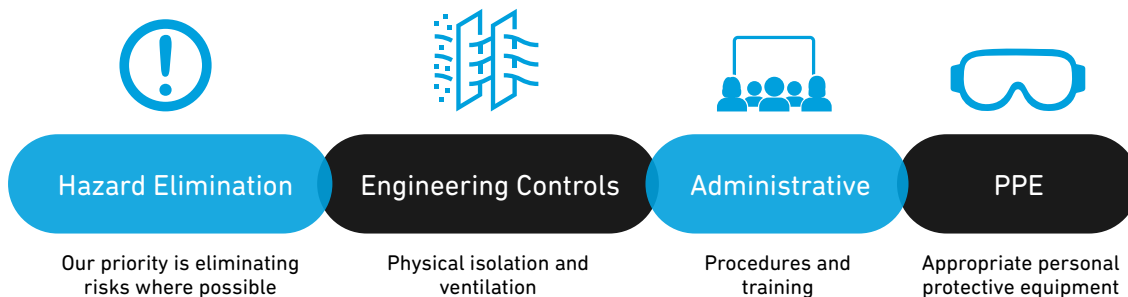 Hazard Elimination
Engineering Controls
Administrative
PPE
Our priority is eliminating
risks where possible
Physical isolation and
ventilation
Procedures and
training
Appropriate personal
protective equipment